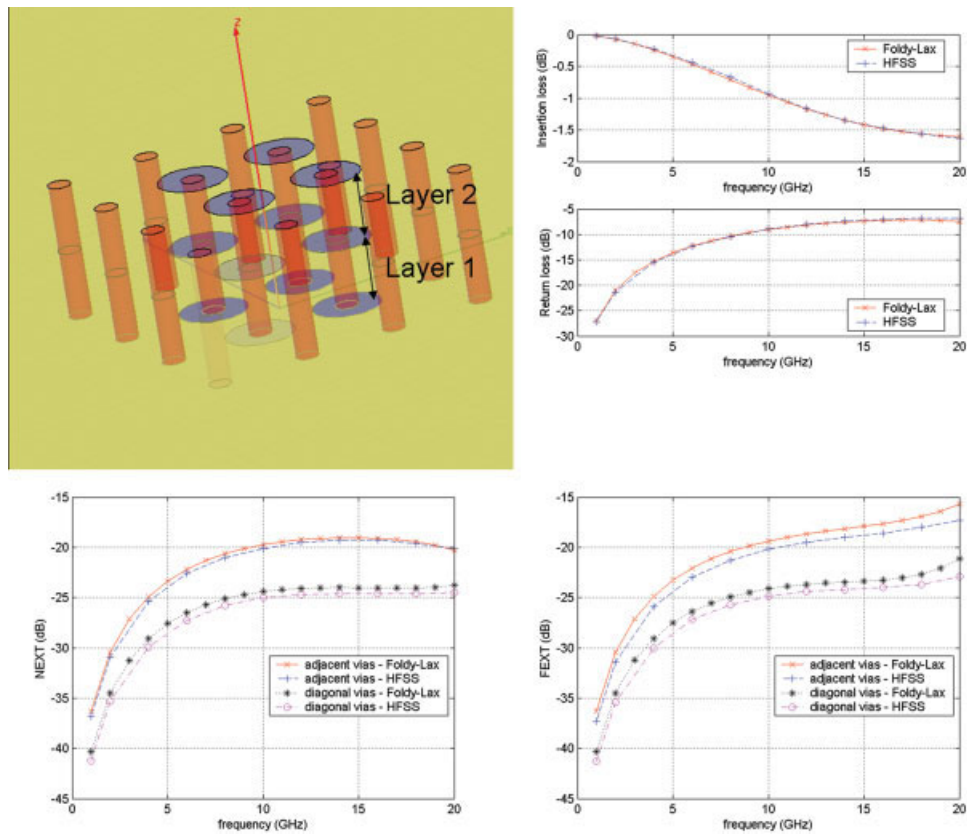 z
Layer 2
Layer 1
0
-0.5
-1
-1.5
-2
Insertion loss (dB)
Foldy-Lax
HFSS
0 5 10 15 20
frequency (GHz)
-5
-10
-15
-20
-25
-30
Return loss (dB)
Foldy-Lax
HFSS
0 5 10 15 20
frequency (GHz)
-15
-20
-25
-30
-35
-40
-45
NEXT (dB)
adjacent vias - Foldy-Lax
adjacent vias - HFSS
diagonal vias - Foldy-Lax
diagonal vias - HFSS
0 5 10 15 20
frequency (GHz)
-15
-20
-25
-30
-35
-40
-45
FEXT (dB)
adjacent vias - Foldy-Lax
adjacent vias - HFSS
diagonal vias - Foldy-Lax
diagonal vias - HFSS
0 5 10 15 20
frequency (GHz)